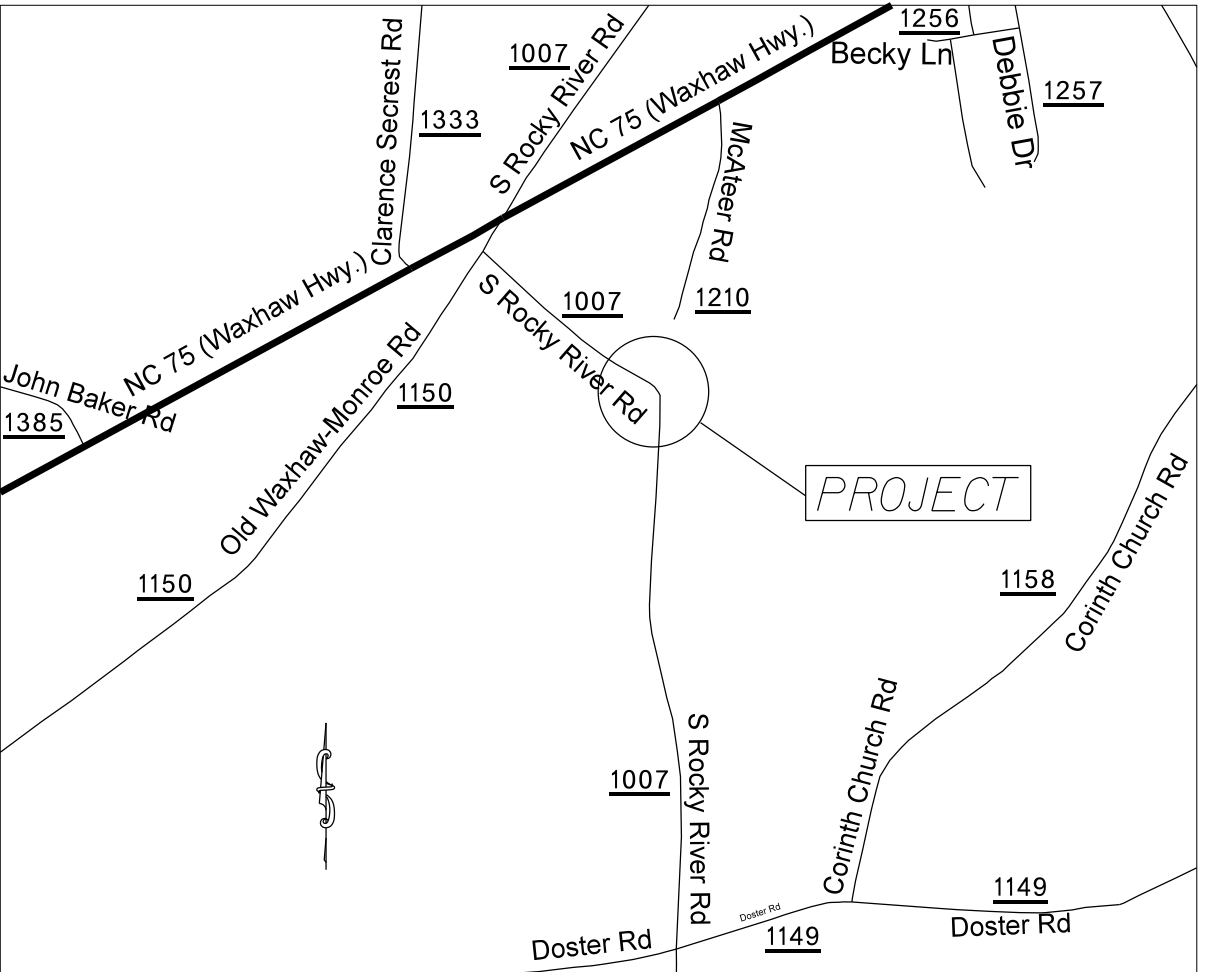 1256
Becky Ln
Debbie Dr
1257
Clarence Secrest Rd
1007
S Rocky River Rd
1333
NC 75 (Waxhaw Hwy.)
McAteer Rd
1210
NC 75 (Waxhaw Hwy.)
1007
S Rocky River Rd
John Baker Rd
1385
Old Waxhaw-Monroe Rd
1150
PROJECT
1150
1158
Corinth Church Rd
1007
S Rocky River Rd
Corinth Church Rd
1149
Doster Rd
Doster Rd
1149
Doster Rd